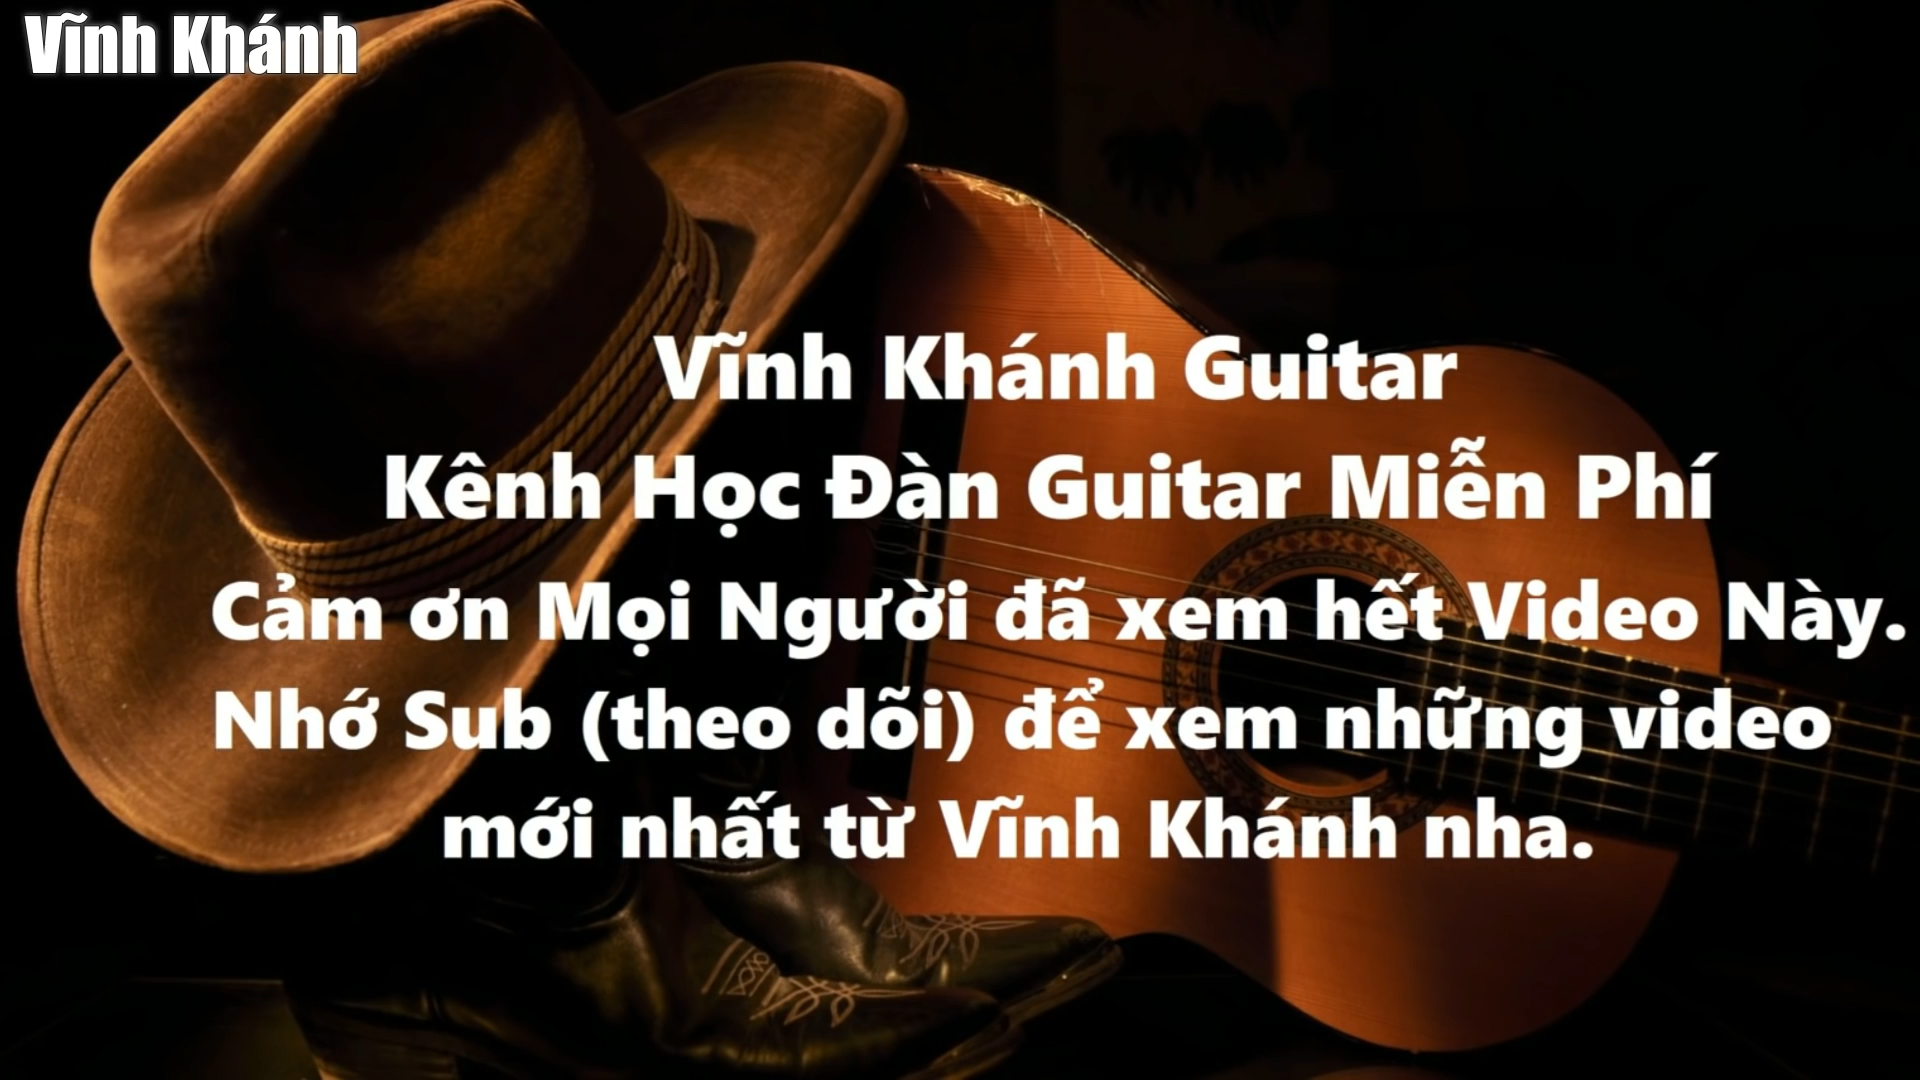 Vĩnh Khánh
Vĩnh Khánh Guitar
Kênh Học Đàn Guitar Miễn Phí
Cảm ơn Mọi Người đã xem hết Video Này.
Nhớ Sub (theo dõi) để xem những video
mới nhất từ Vĩnh Khánh nha.